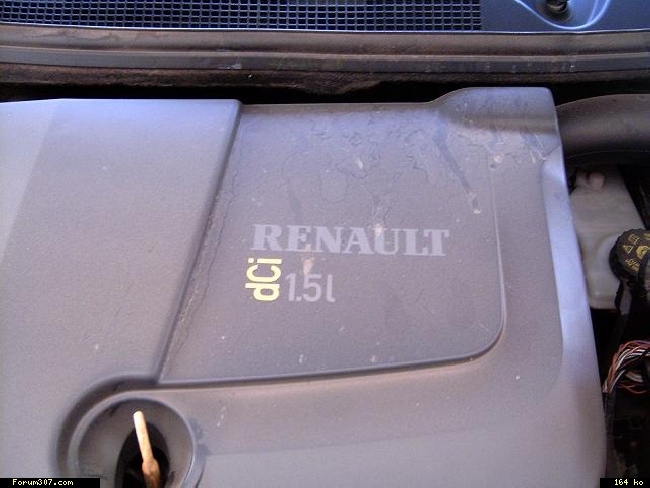 RENAULT
dCi 1.5l
Forum307.com
164 ko